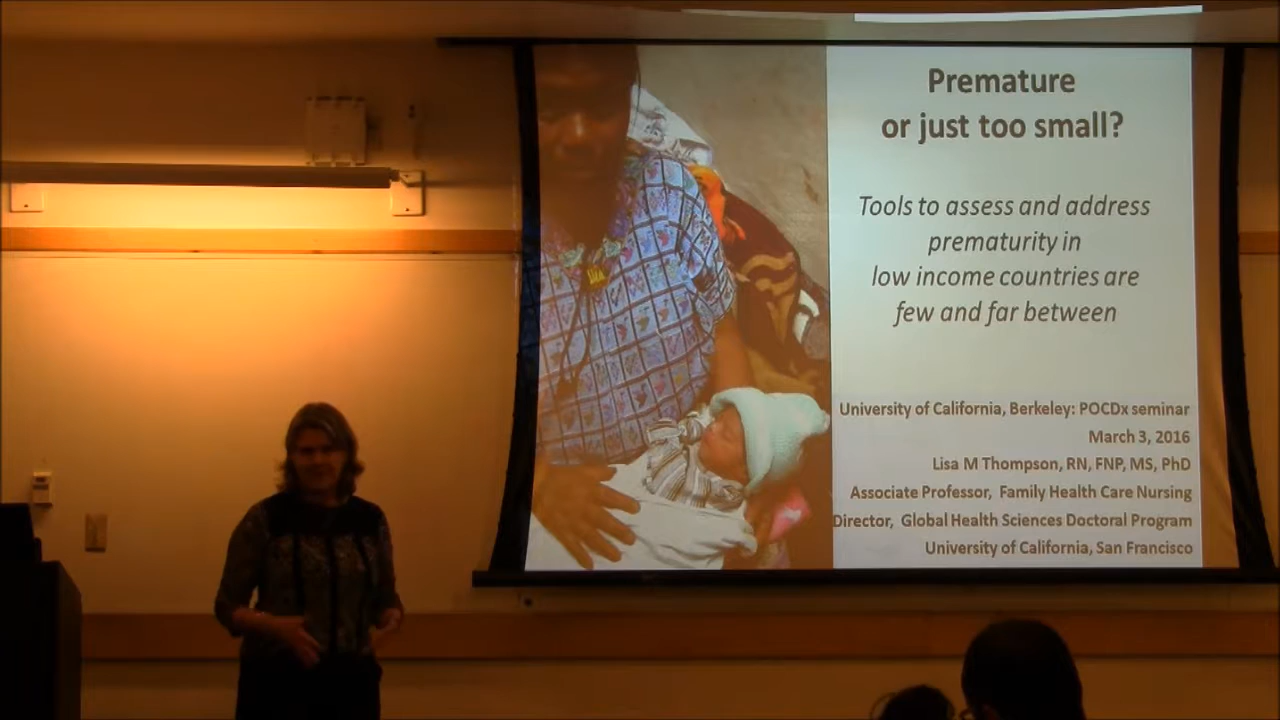 Premature
or just too small?
Tools to assess and address
prematurity in
low income countries are
few and far between
University of California, Berkeley: POCDx seminar
March 3, 2016
Lisa M Thompson, RN, FNP, MS, PhD
Associate Professor, Family Health Care Nursing
Director, Global Health Sciences Doctoral Program
University of California, San Francisco